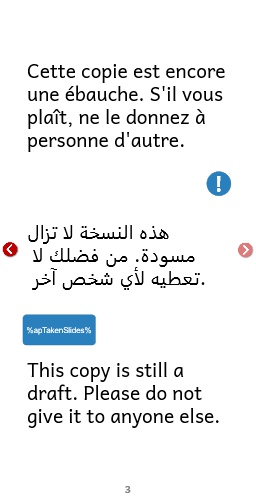 Cette copie est encore
une ébauche. S'il vous
plaît, ne le donnez à
personne d'autre.
!
هذه النسخة لا تزال
مسودة. من فضلك لا
تعطيه لأي شخص آخر.
%apTakenSlides%
This copy is still a
draft. Please do not
give it to anyone else.
3